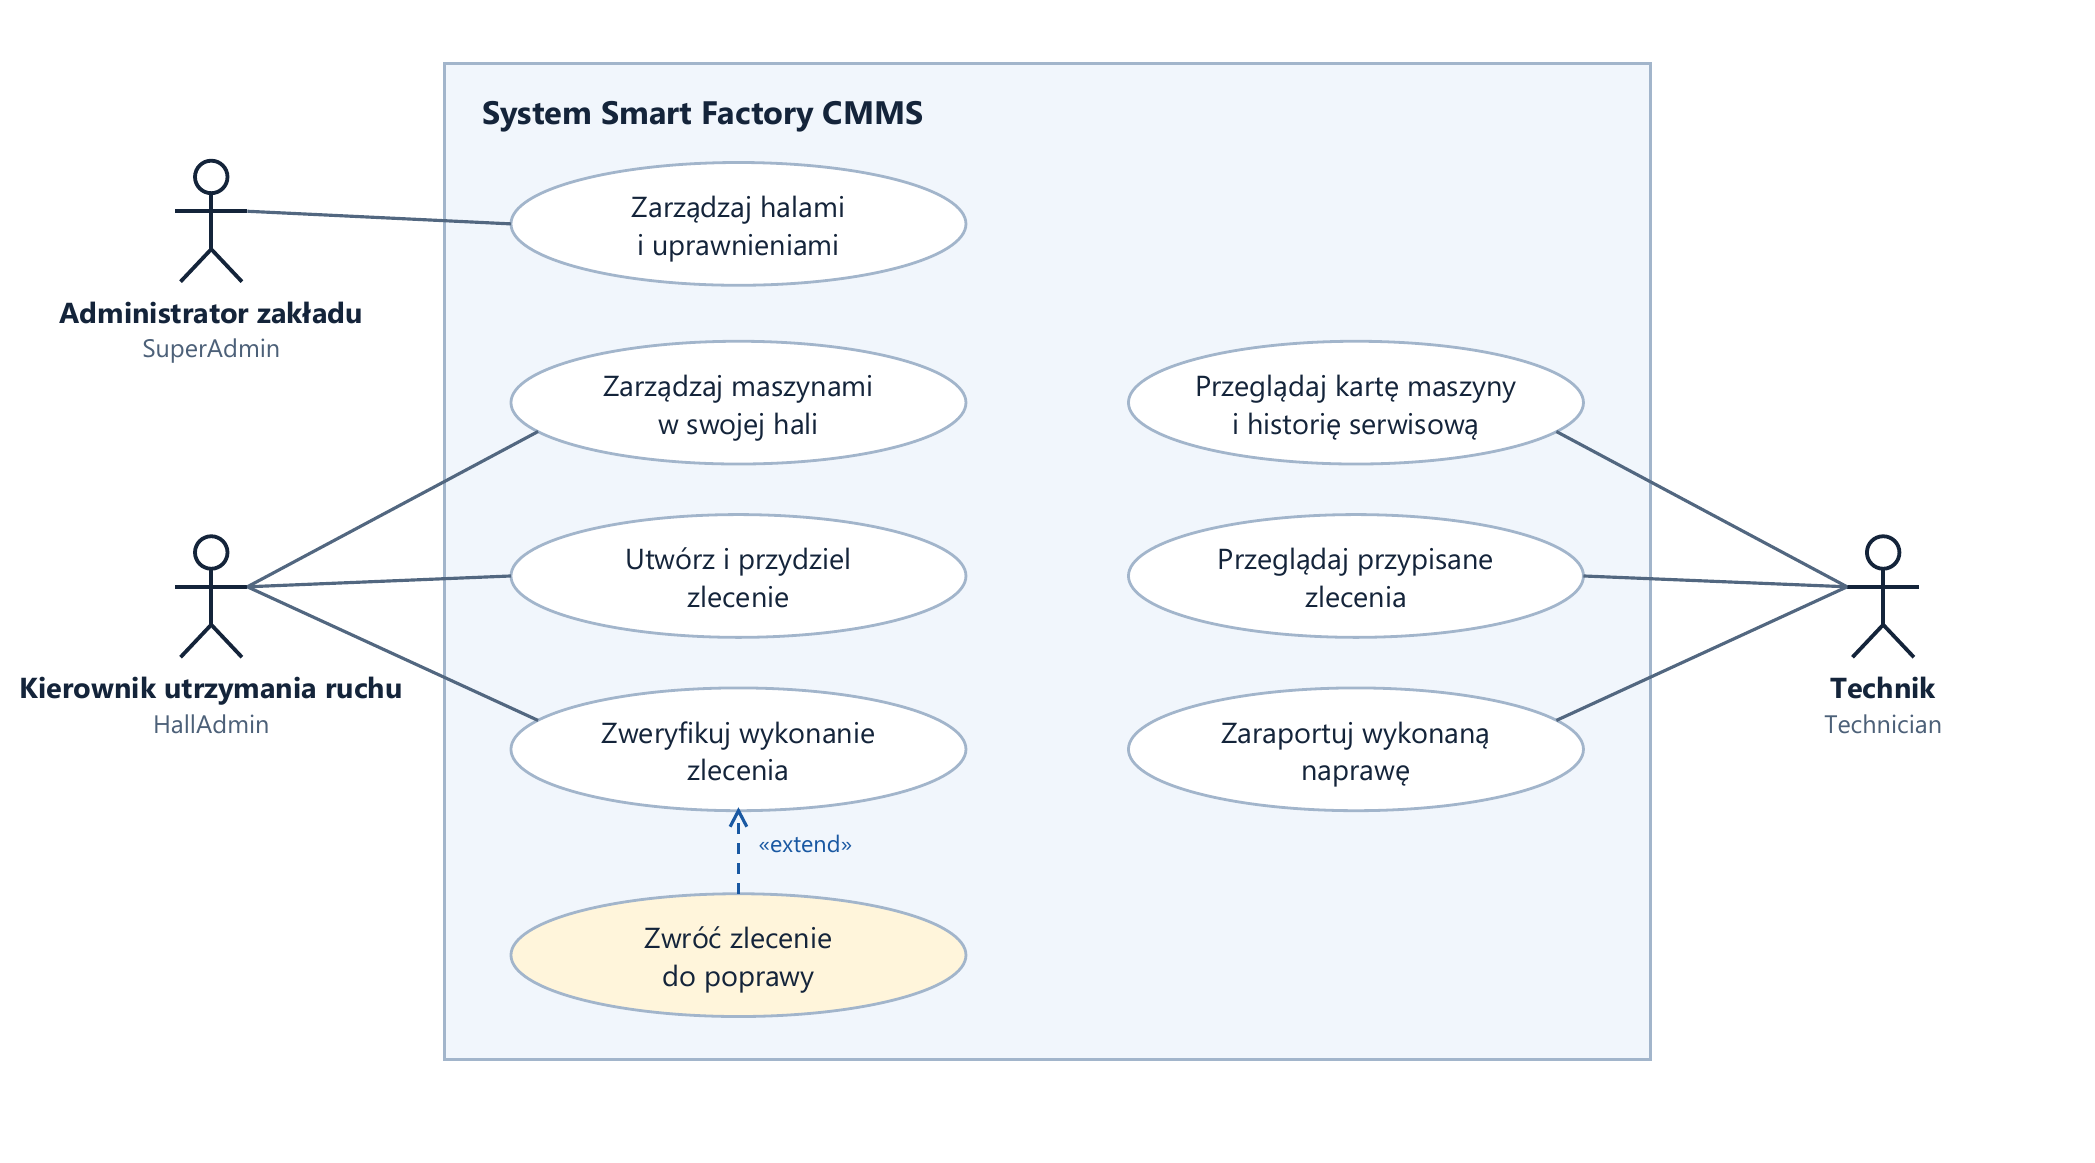 System Smart Factory CMMS
Zarządzaj halami
i uprawnieniami
Administrator zakładu
SuperAdmin
Zarządzaj maszynami
w swojej hali
Przeglądaj kartę maszyny
i historię serwisową
Utwórz i przydziel
zlecenie
Przeglądaj przypisane
zlecenia
Kierownik utrzymania ruchu
HallAdmin
Technik
Technician
Zweryfikuj wykonanie
zlecenia
Zaraportuj wykonaną
naprawę
«extend»
Zwróć zlecenie
do poprawy